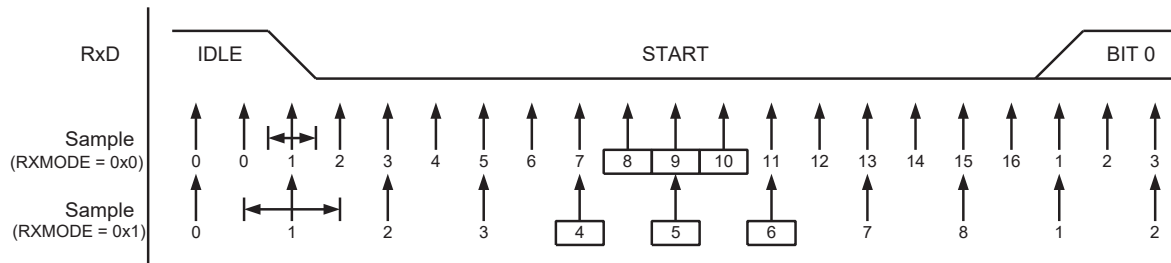 RxD IDLE START BIT 0
Sample
(RXMODE = 0x0) 0 0 1 2 3 4 5 6 7 8 9 10 11 12 13 14 15 16 1 2 3
Sample
(RXMODE = 0x1) 0 1 2 3 4 5 6 7 8 1 2